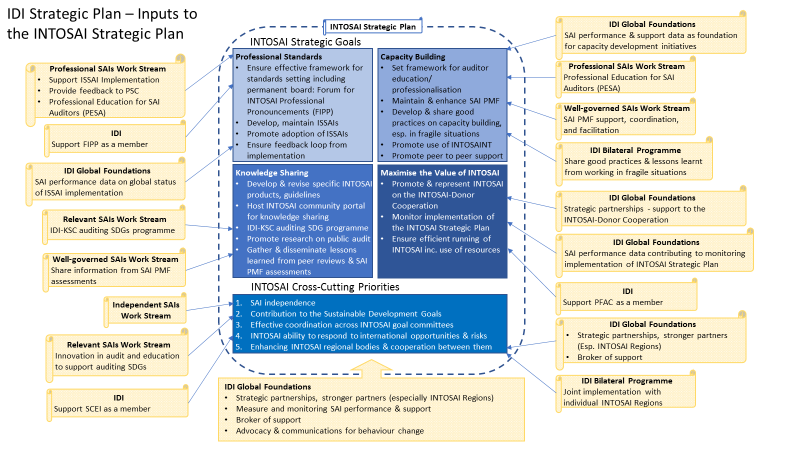 IDI Strategic Plan – Inputs to
the INTOSAI Strategic Plan
INTOSAI Strategic Plan
INTOSAI Strategic Goals
Professional Standards
• Ensure effective framework for
standards setting including
permanent board: Forum for
INTOSAI Professional
Pronouncements (FIPP)
• Develop, maintain ISSAIs
• Promote adoption of ISSAIs
• Ensure feedback loop from
implementation
Capacity Building
• Set framework for auditor
education/
professionalisation
• Maintain & enhance SAI PMF
• Develop & share good
practices on capacity building,
esp. in fragile situations
• Promote use of INTOSAINT
• Promote peer to peer support
Knowledge Sharing
• Develop & revise specific INTOSAI
products, guidelines
• Host INTOSAI community portal
for knowledge sharing
• IDI-KSC auditing SDG programme
• Promote research on public audit
• Gather & disseminate lessons
learned from peer reviews & SAI
PMF assessments
Maximise the Value of INTOSAI
• Promote & represent INTOSAI
on the INTOSAI-Donor
Cooperation
• Monitor implementation of
the INTOSAI Strategic Plan
• Ensure efficient running of
INTOSAI inc. use of resources
INTOSAI Cross-Cutting Priorities
1. SAI independence
2. Contribution to the Sustainable Development Goals
3. Effective coordination across INTOSAI goal committees
4. INTOSAI ability to respond to international opportunities & risks
5. Enhancing INTOSAI regional bodies & cooperation between them
IDI Global Foundations
• Strategic partnerships, stronger partners (especially INTOSAI Regions)
• Measure and monitoring SAI performance & support
• Broker of support
• Advocacy & communications for behaviour change
Professional SAIs Work Stream
• Support ISSAI Implementation
• Provide feedback to PSC
• Professional Education for SAI
Auditors (PESA)
IDI
Support FIPP as a member
IDI Global Foundations
SAI performance data on global status
of ISSAI implementation
Relevant SAIs Work Stream
IDI-KSC auditing SDGs programme
Well-governed SAIs Work Stream
Share information from SAI PMF
assessments
Independent SAIs
Work Stream
Relevant SAIs Work Stream
Innovation in audit and education
to support auditing SDGs
IDI
Support SCEI as a member
IDI Global Foundations
SAI performance & support data as foundation
for capacity development initiatives
Professional SAIs Work Stream
Professional Education for SAI
Auditors (PESA)
Well-governed SAIs Work Stream
SAI PMF support, coordination,
and facilitation
IDI Bilateral Programme
Share good practices & lessons learnt
from working in fragile situations
IDI Global Foundations
Strategic partnerships - support to the
INTOSAI-Donor Cooperation
IDI Global Foundations
SAI performance data contributing to monitoring
implementation of INTOSAI Strategic Plan
IDI
Support PFAC as a member
IDI Global Foundations
• Strategic partnerships, stronger partners
(Esp. INTOSAI Regions)
• Broker of support
IDI Bilateral Programme
Joint implementation with
individual INTOSAI Regions